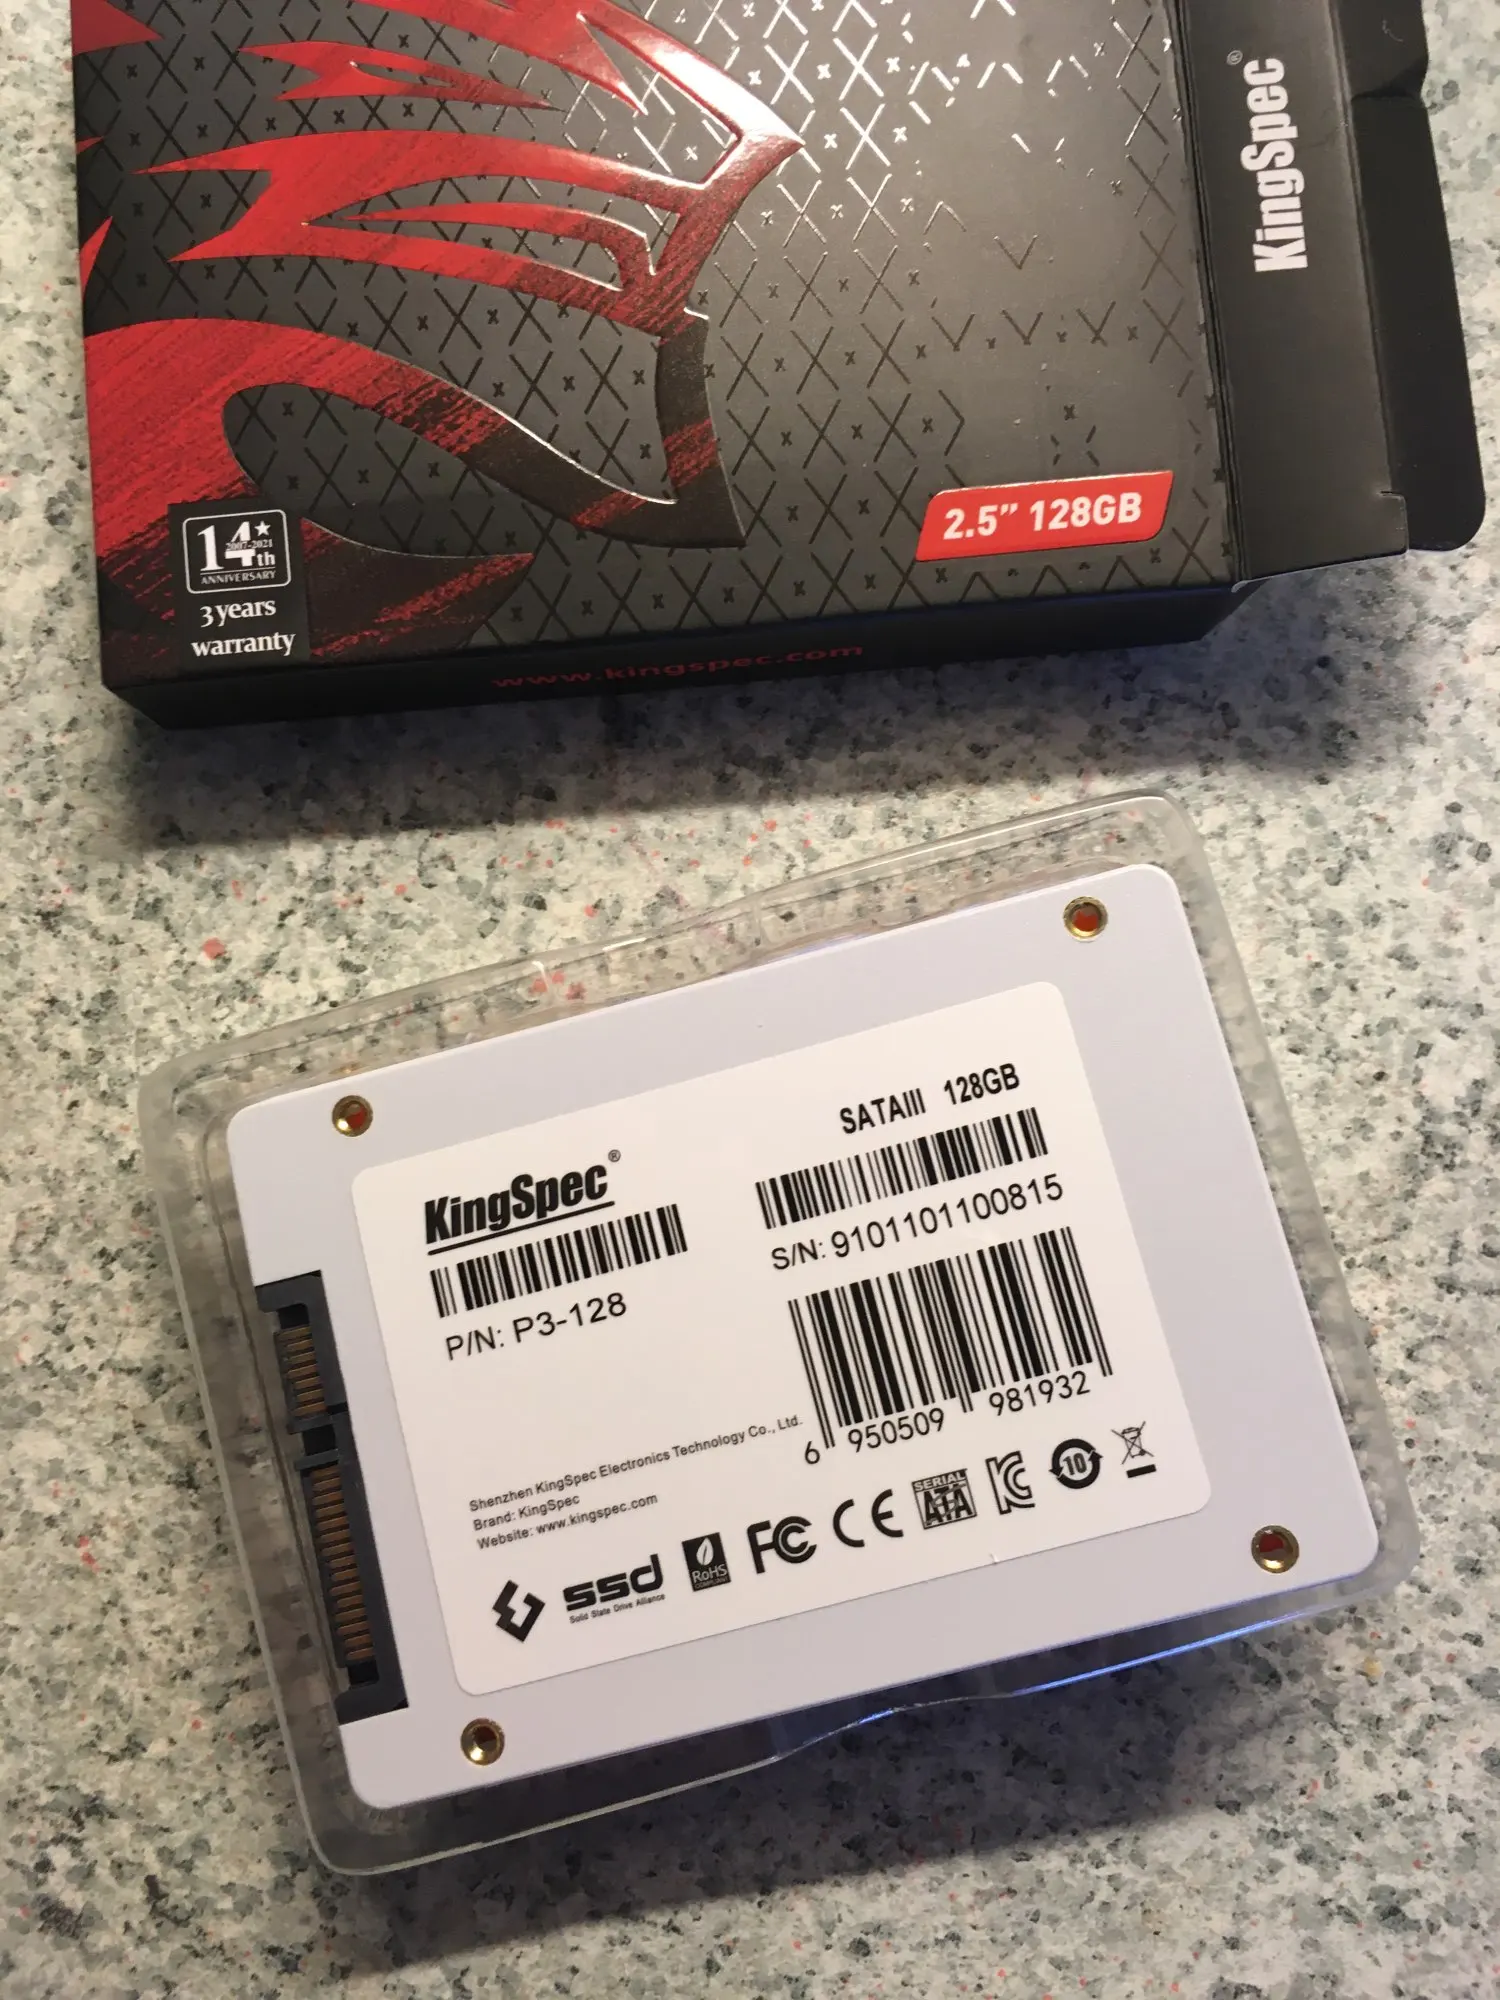 KingSpec®
2.5” 128GB
14th
2007-2021
ANNIVERSARY
3 years
warranty
www.kingspec.com
SATAIII 128GB
KingSpec®
S/N: 9101101100815
P/N: P3-128
6 950509 981932
Shenzhen KingSpec Electronics Technology Co., Ltd.
Brand: KingSpec
Website: www.kingspec.com
ssd
Solid State Drive Alliance
RoHS
COMPLIANT
FC
CE
SERIAL
ATA
10